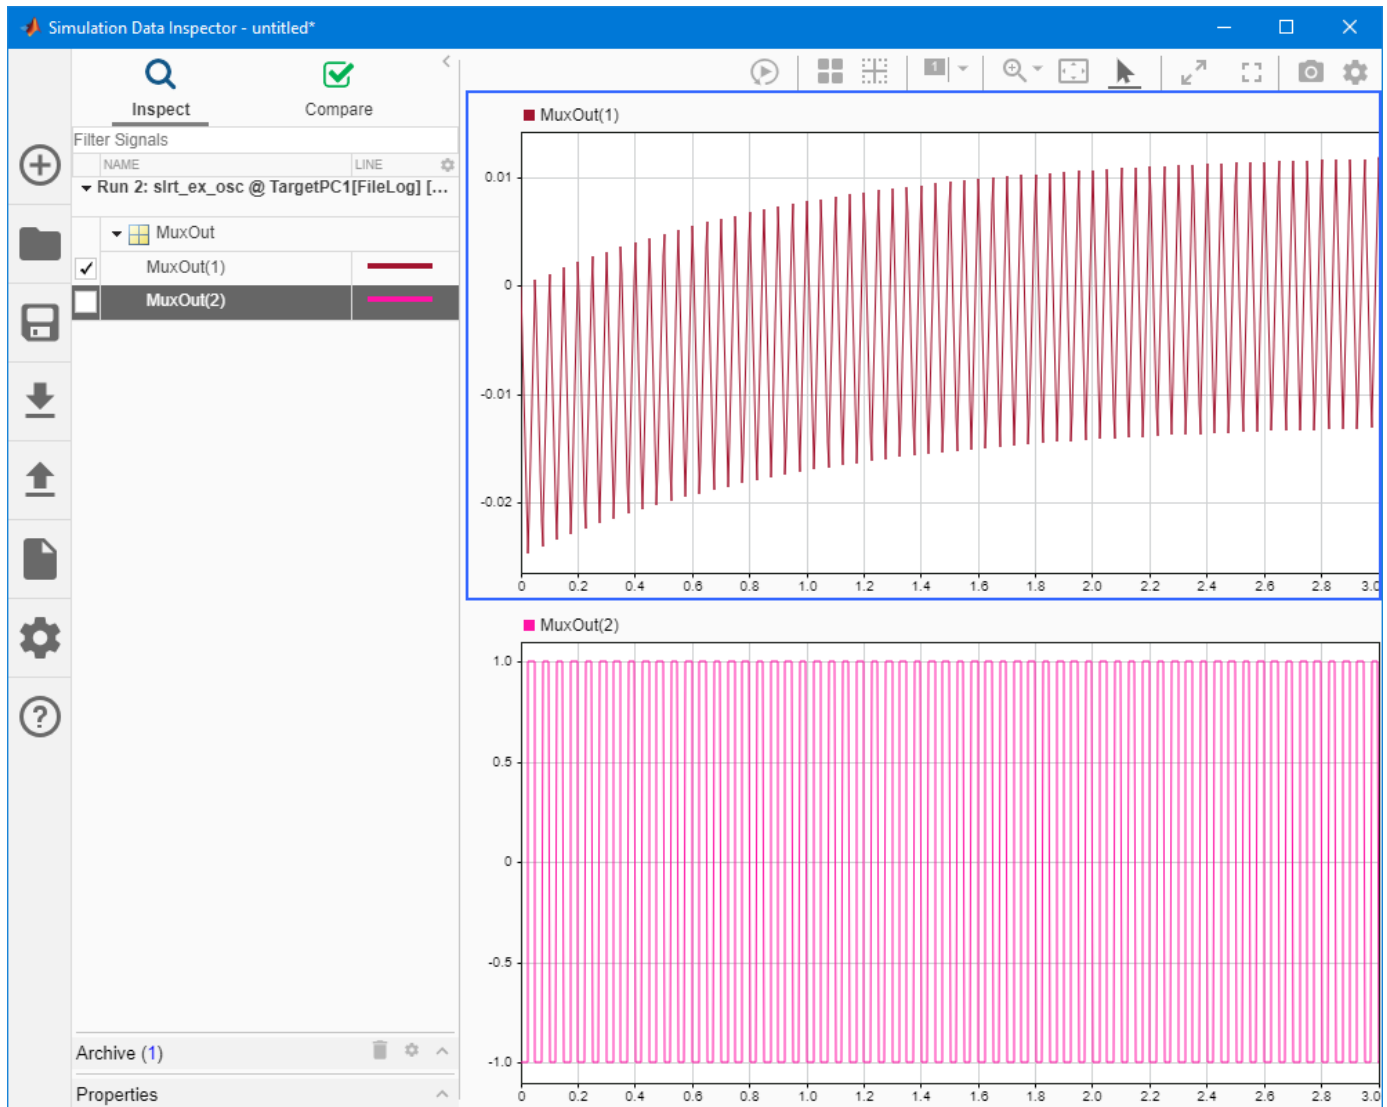 Simulation Data Inspector - untitled*
Inspect
Compare
Filter Signals
NAME
LINE
Run 2: slrt_ex_osc @ TargetPC1[FileLog] [...
MuxOut
MuxOut(1)
MuxOut(2)
Archive (1)
Properties
1
MuxOut(1)
0.01
0
-0.01
-0.02
0 0.2 0.4 0.6 0.8 1.0 1.2 1.4 1.6 1.8 2.0 2.2 2.4 2.6 2.8 3.0
MuxOut(2)
1.0
0.5
0
-0.5
-1.0
0 0.2 0.4 0.6 0.8 1.0 1.2 1.4 1.6 1.8 2.0 2.2 2.4 2.6 2.8 3.0